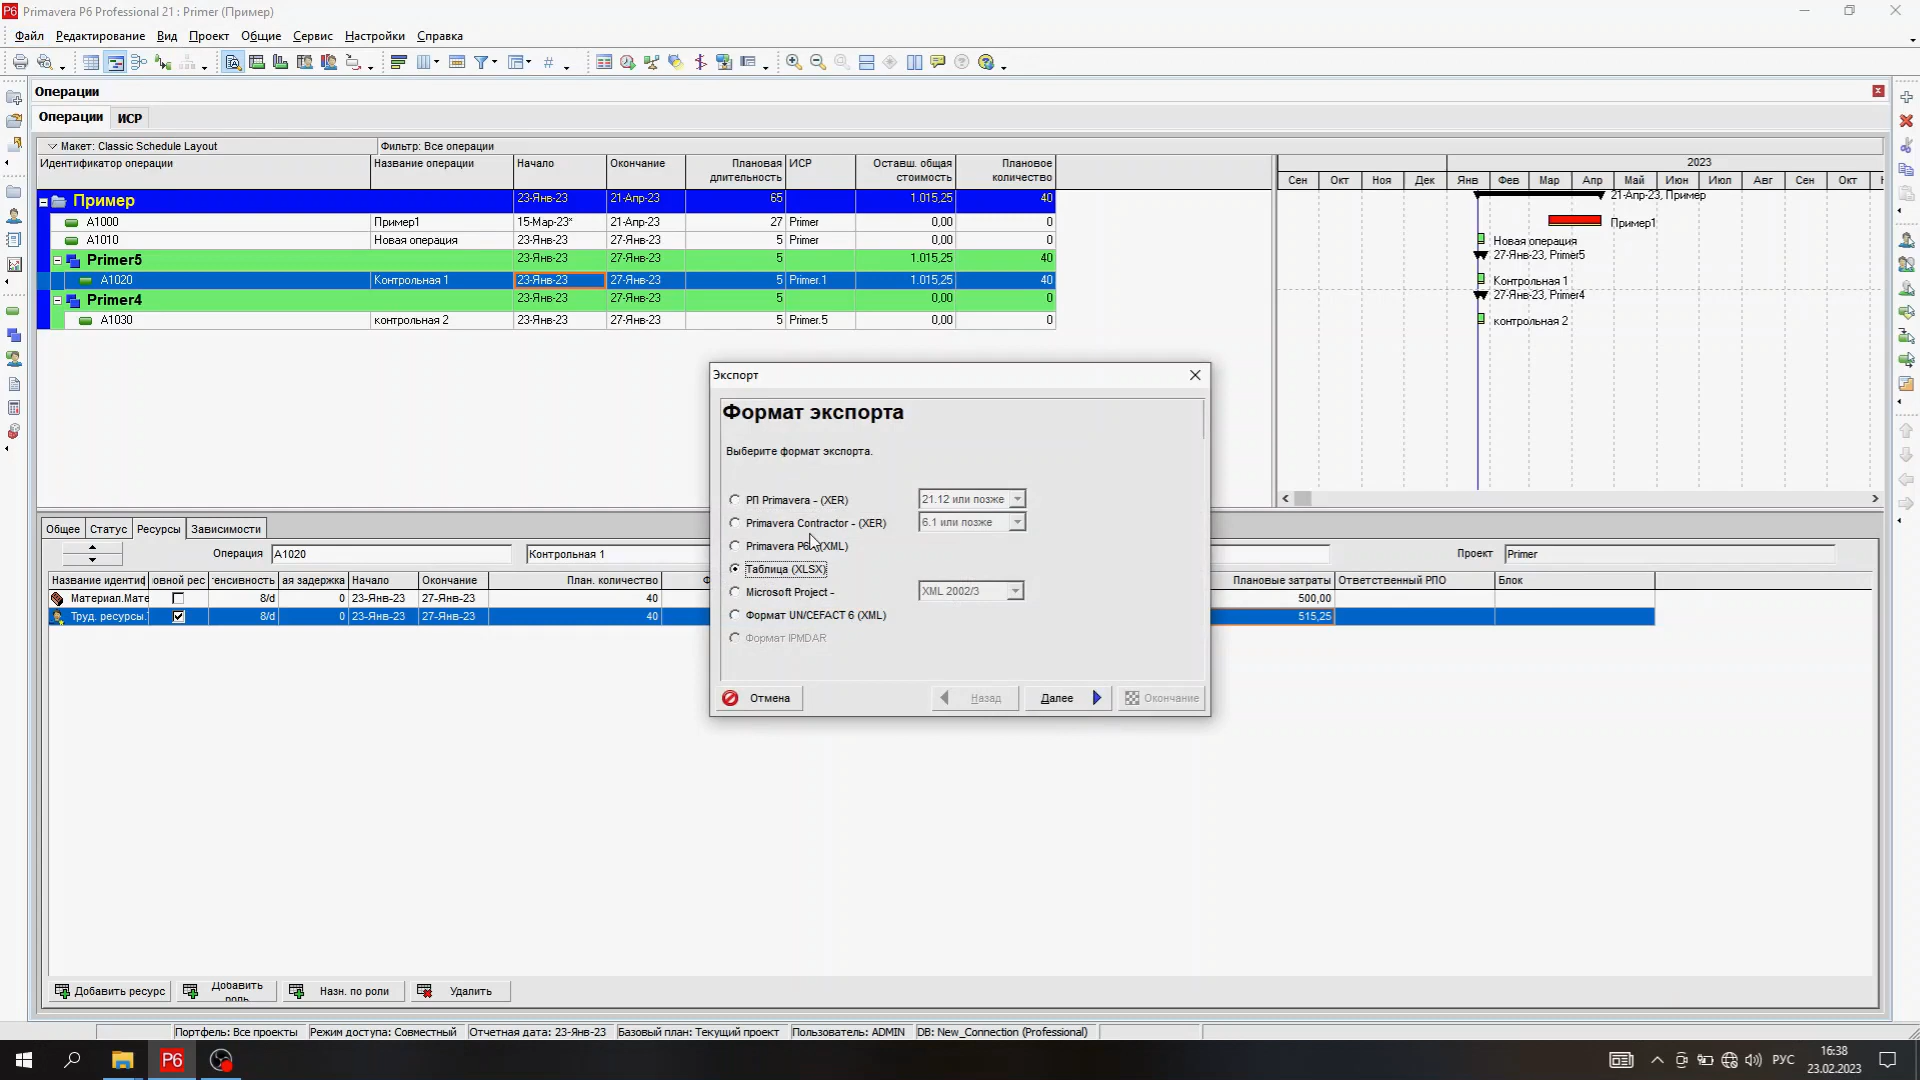 Primavera P6 Professional 21 : Primer (Пример)
Файл Редактирование Вид Проект Общие Сервис Настройки Справка
Операции
Операции ИСР
Макет: Classic Schedule Layout Фильтр: Все операции
Идентификатор операции Название операции Начало Окончание Плановая длительность ИСР Оставш. общая стоимость Плановое количество
2023
Сен Окт Ноя Дек Янв Фев Мар Апр Май Июн Июл Авг Сен Окт
Пример 23-Янв-23 21-Апр-23 65 1.015,25 40
21-Апр-23, Пример
A1000 Пример1 15-Мар-23* 21-Апр-23 27 Primer 0,00 0
Пример1
A1010 Новая операция 23-Янв-23 27-Янв-23 5 Primer 0,00 0
Новая операция
Primer5 23-Янв-23 27-Янв-23 5 1.015,25 40
27-Янв-23, Primer5
A1020 Контрольная 1 23-Янв-23 27-Янв-23 5 Primer.1 1.015,25 40
Контрольная 1
Primer4 23-Янв-23 27-Янв-23 5 0,00 0
27-Янв-23, Primer4
A1030 контрольная 2 23-Янв-23 27-Янв-23 5 Primer.5 0,00 0
контрольная 2
Экспорт
Формат экспорта
Выберите формат экспорта.
РП Primavera - (XER) 21.12 или позже
Primavera Contractor - (XER) 6.1 или позже
Primavera P6 (XML)
Таблица (XLSX)
Microsoft Project - XML 2002/3
Формат UN/CEFACT 6 (XML)
Формат IPMDAR
Отмена Назад Далее Окончание
Общее Статус Ресурсы Зависимости
Операция A1020 Контрольная 1 Проект Primer
Название идентиф овной рес тенсивность ая задержка Начало Окончание План. количество Ф Плановые затраты Ответственный РПО Блок
Материал.Мате 8/d 0 23-Янв-23 27-Янв-23 40 500,00
Труд. ресурсы. 8/d 0 23-Янв-23 27-Янв-23 40 515,25
Добавить ресурс Добавить роль Назн. по роли Удалить
Портфель: Все проекты Режим доступа: Совместный Отчетная дата: 23-Янв-23 Базовый план: Текущий проект Пользователь: ADMIN DB: New_Connection (Professional)
P6 РУС 16:38
23.02.2023